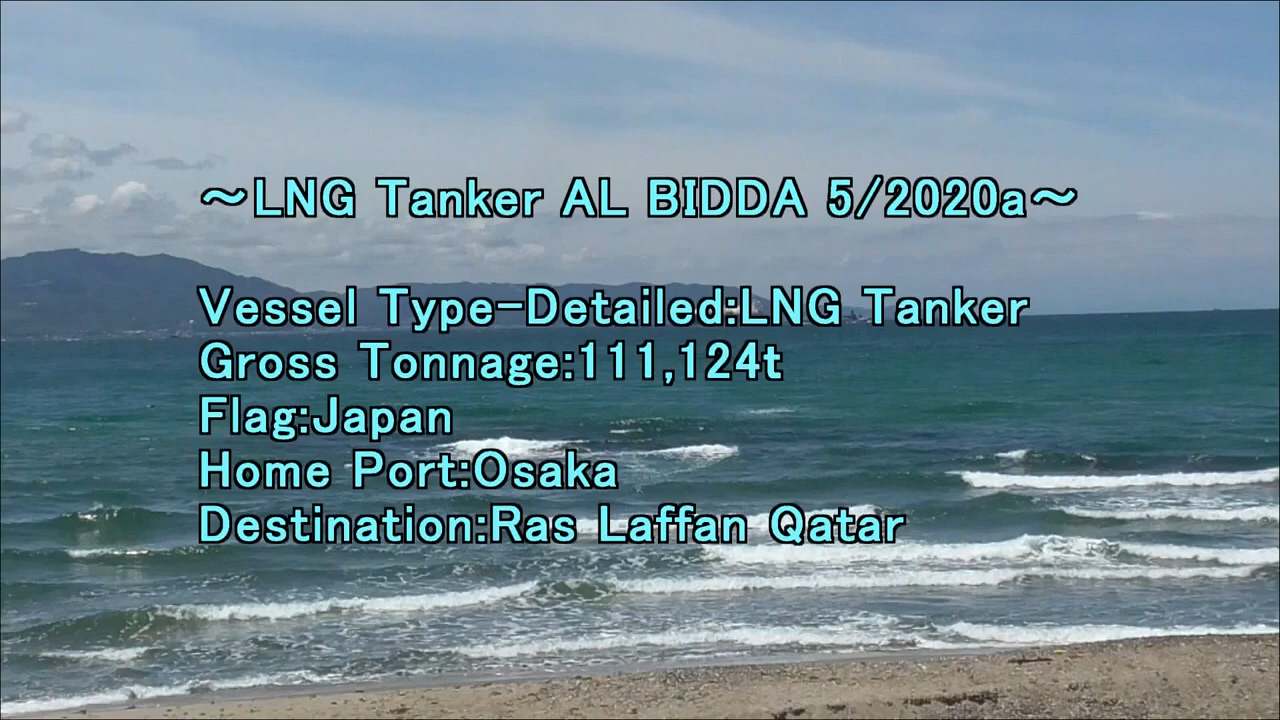 ～LNG Tanker AL BIDDA 5/2020a～
Vessel Type-Detailed:LNG Tanker
Gross Tonnage:111,124t
Flag:Japan
Home Port:Osaka
Destination:Ras Laffan Qatar